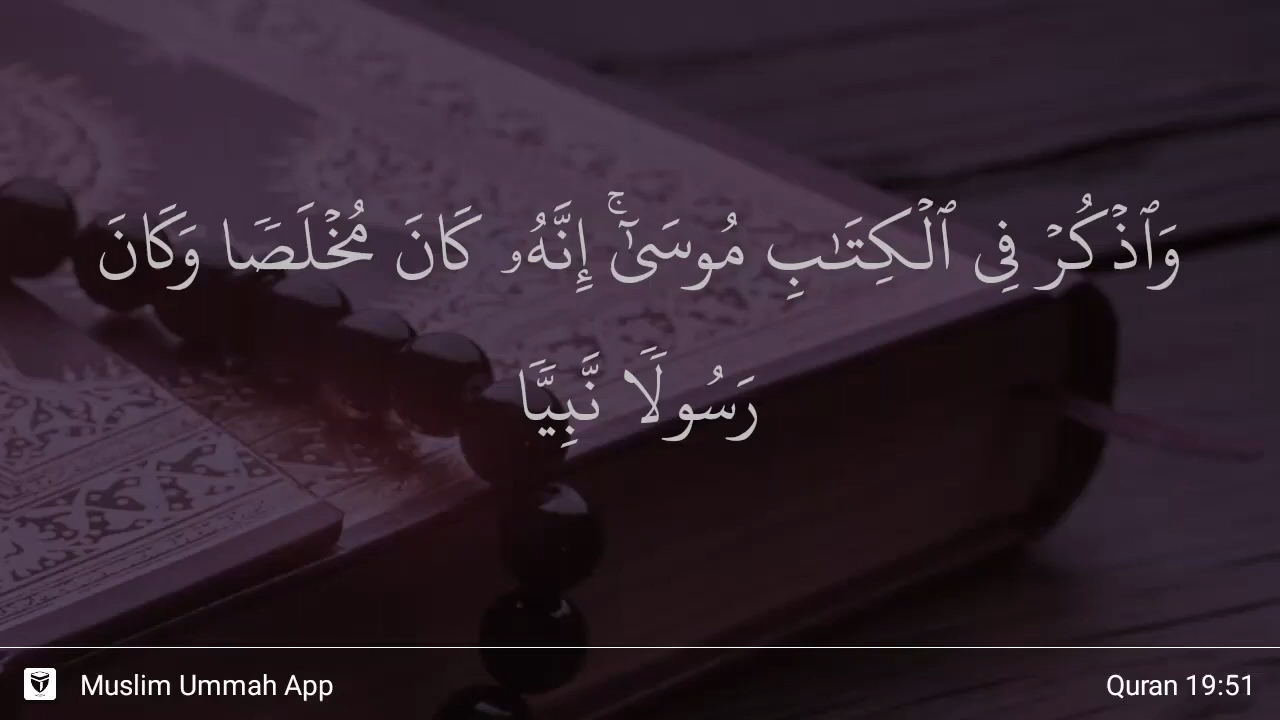 وَٱذۡكُرۡ فِي ٱلۡكِتَٰبِ مُوسَىٰٓۚ إِنَّهُۥ كَانَ مُخۡلَصٗا وَكَانَ
رَسُولٗا نَّبِيّٗا
Muslim Ummah App
Quran 19:51